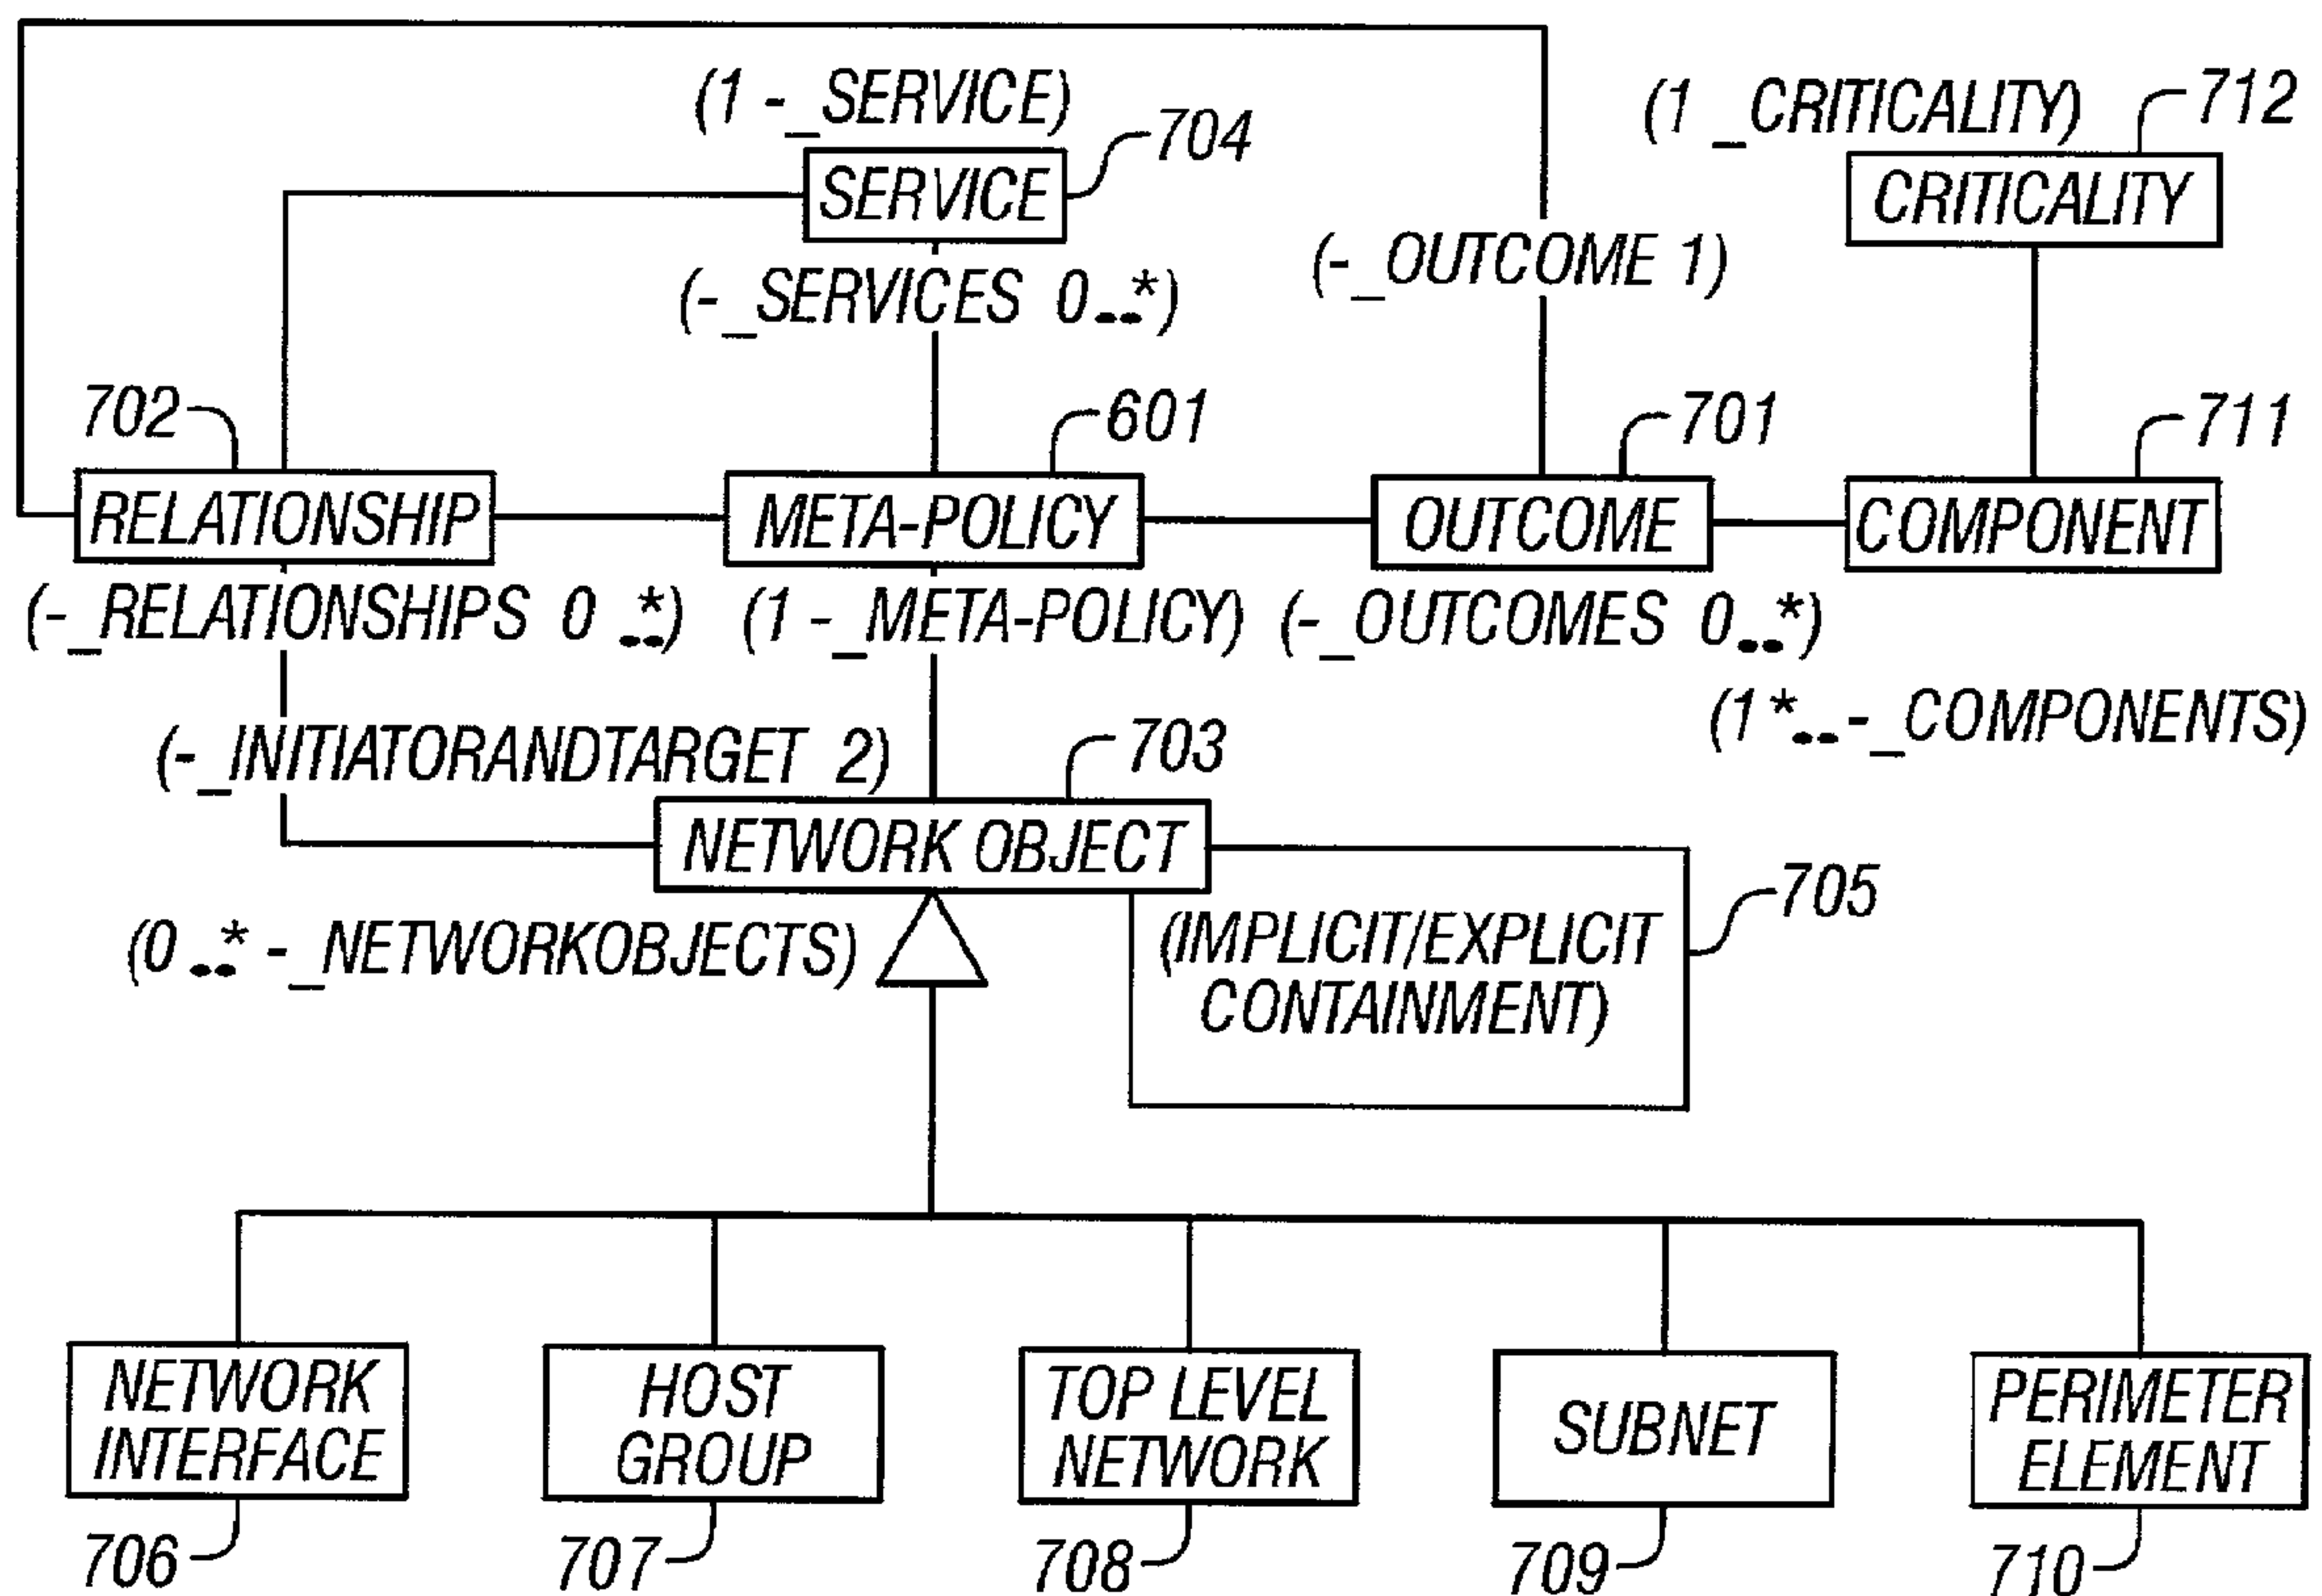 (1 -_SERVICE)
704
SERVICE
(1 _CRITICALITY)
712
CRITICALITY
(-_SERVICES 0..*)
(-_OUTCOME 1)
702
601
701
711
RELATIONSHIP
META-POLICY
OUTCOME
COMPONENT
(-_RELATIONSHIPS 0..*)
(1 -_META-POLICY)
(-_OUTCOMES 0..*)
(1*..-_COMPONENTS)
(-_INITIATORANDTARGET 2)
703
NETWORK OBJECT
705
(0..* -_NETWORKOBJECTS)
(IMPLICIT/EXPLICIT
CONTAINMENT)
NETWORK
INTERFACE
HOST
GROUP
TOP LEVEL
NETWORK
SUBNET
PERIMETER
ELEMENT
706
707
708
709
710